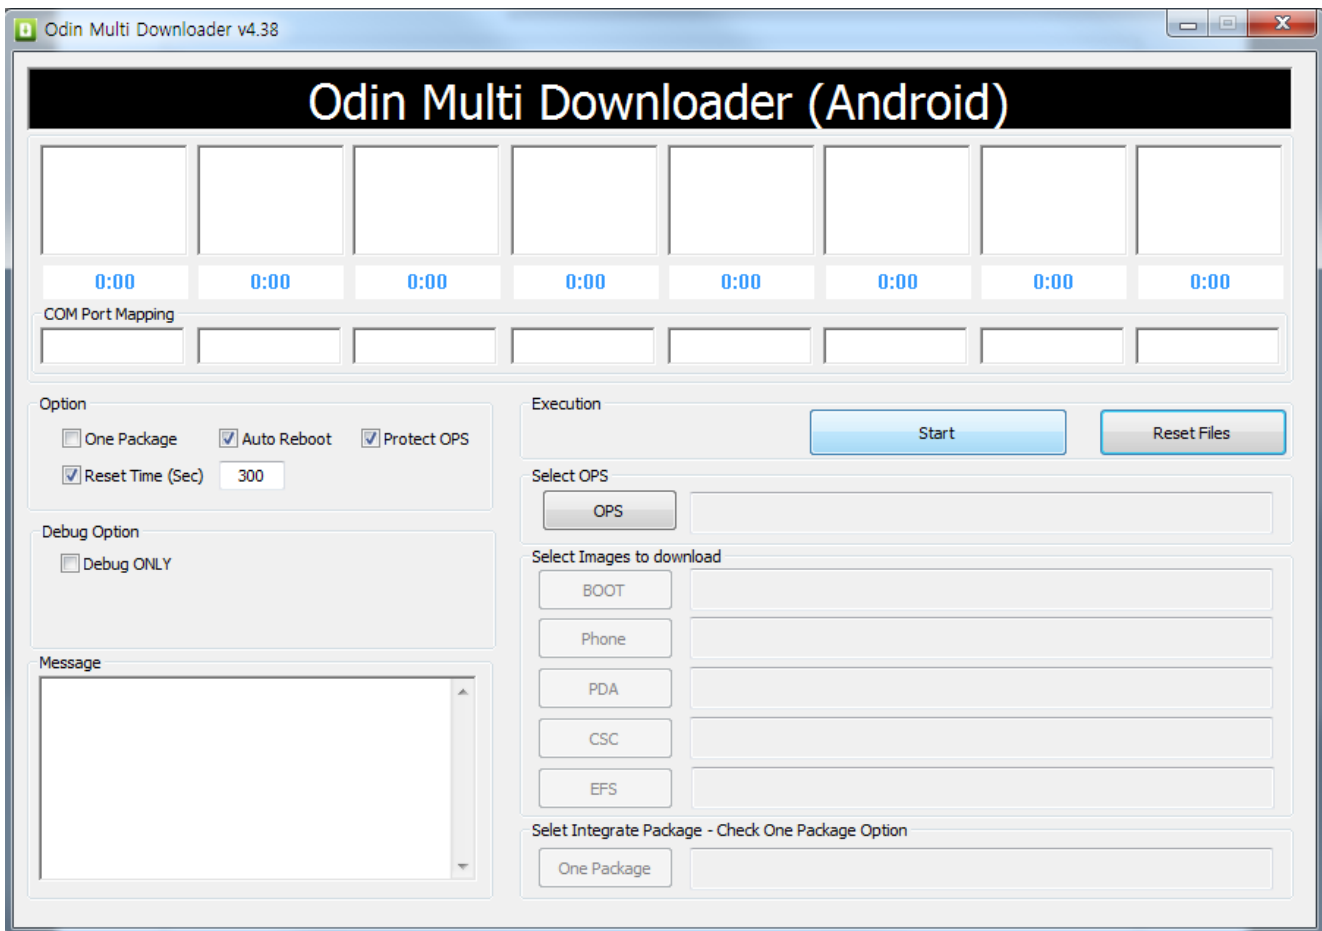 Odin Multi Downloader v4.38
Odin Multi Downloader (Android)
0:00 0:00 0:00 0:00 0:00 0:00 0:00 0:00
COM Port Mapping
Option
One Package Auto Reboot Protect OPS
Reset Time (Sec) 300
Debug Option
Debug ONLY
Message
Execution
Start Reset Files
Select OPS
OPS
Select Images to download
BOOT
Phone
PDA
CSC
EFS
Selet Integrate Package - Check One Package Option
One Package